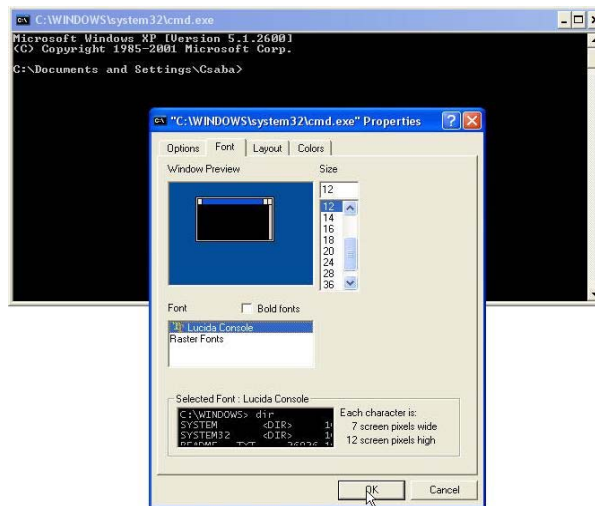 C:\WINDOWS\system32\cmd.exe
Microsoft Windows XP [Version 5.1.2600]
(C) Copyright 1985-2001 Microsoft Corp.
C:\Documents and Settings\Csaba>
"C:\WINDOWS\system32\cmd.exe" Properties
Options Font Layout Colors
Window Preview Size
12
12
14
16
18
20
24
28
36
Font Bold fonts
Lucida Console
Raster Fonts
Selected Font : Lucida Console
C:\WINDOWS> dir
SYSTEM <DIR>
SYSTEM32 <DIR>
README TXT
Each character is:
7 screen pixels wide
12 screen pixels high
OK Cancel